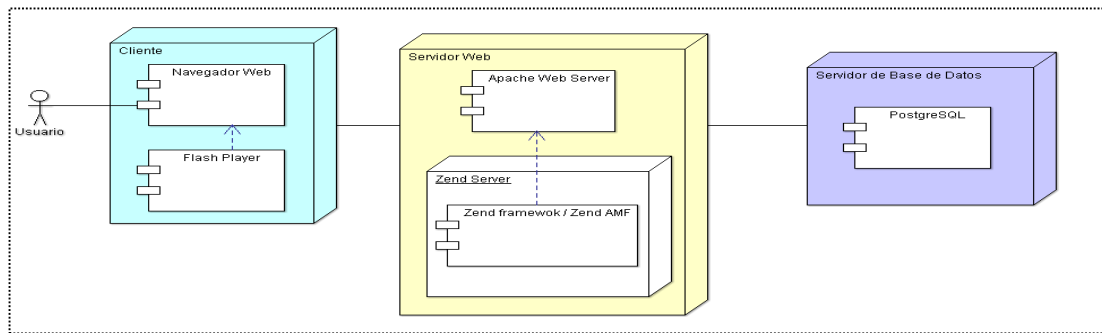 Cliente
Navegador Web
Usuario
Flash Player
Servidor Web
Apache Web Server
Zend Server
Zend framewok / Zend AMF
Servidor de Base de Datos
PostgreSQL